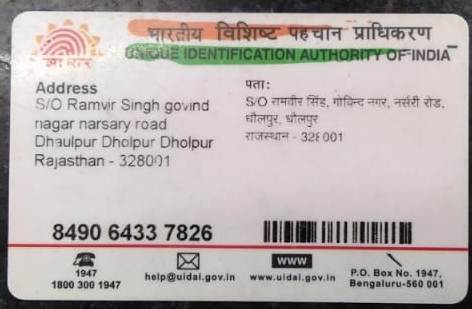 भारतीय विशिष्ट पहचान प्राधिकरण
UNIQUE IDENTIFICATION AUTHORITY OF INDIA
आधार
Address
S/O Ramvir Singh govind
nagar narsary road
Dhaulpur Dholpur Dholpur
Rajasthan - 328001
पता:
S/O रामवीर सिंह, गोविन्द नगर, नर्सरी रोड,
धौलपुर, धौलपुर
राजस्थान - 328001
8490 6433 7826
1947
1800 300 1947
help@uidai.gov.in
www
www.uidai.gov.in
P.O. Box No. 1947,
Bengaluru-560 001